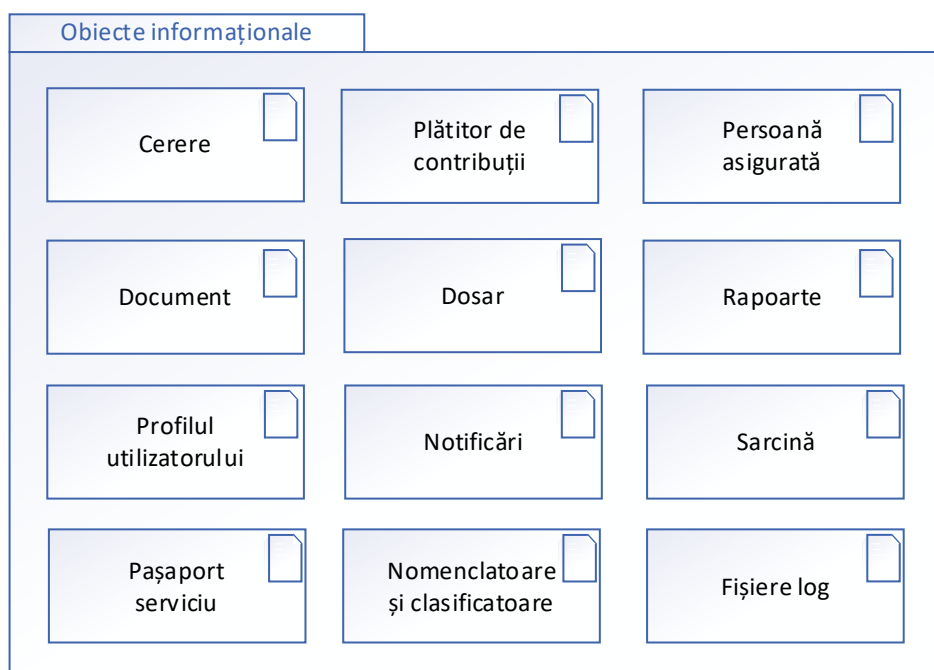 Obiecte informaționale
Cerere
Plătitor de
contribuții
Persoană
asigurată
Document
Dosar
Rapoarte
Profilul
utilizatorului
Notificări
Sarcină
Pașaport
serviciu
Nomenclatoare
și clasificatoare
Fișiere log